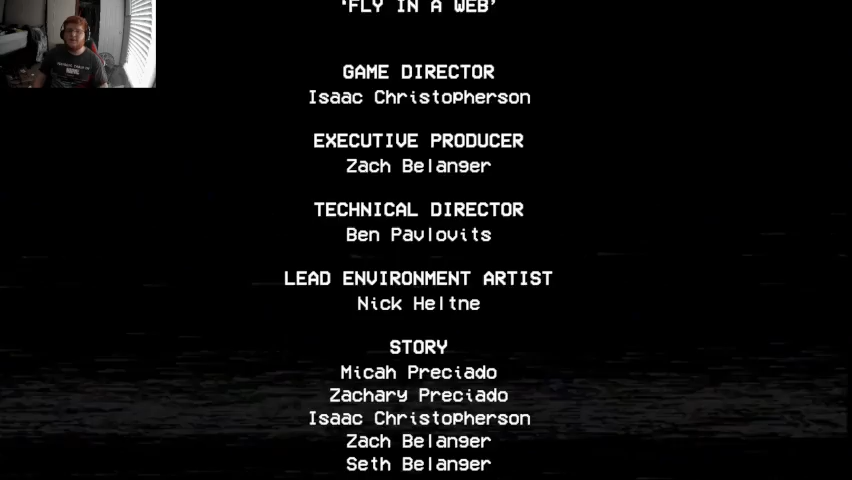 ‘FLY IN A WEB’
GAME DIRECTOR
Isaac Christopherson
EXECUTIVE PRODUCER
Zach Belanger
TECHNICAL DIRECTOR
Ben Pavlovits
LEAD ENVIRONMENT ARTIST
Nick Heltne
STORY
Micah Preciado
Zachary Preciado
Isaac Christopherson
Zach Belanger
Seth Belanger